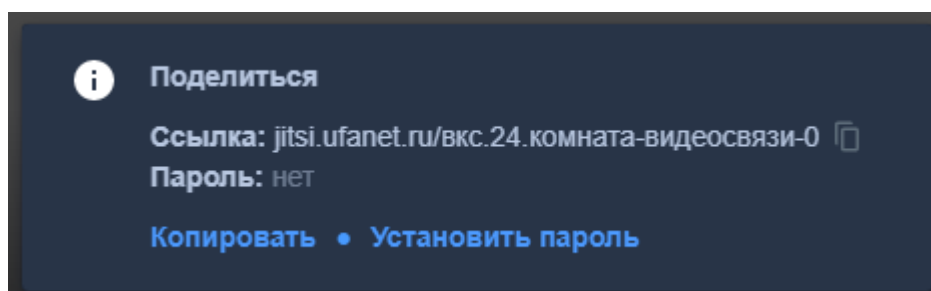 Поделиться
Ссылка: jitsi.ufanet.ru/вкс.24.комната-видеосвязи-0
Пароль: нет
Копировать • Установить пароль